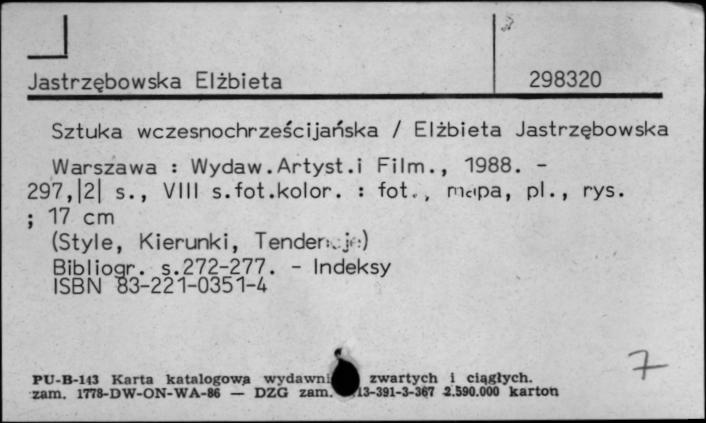 Jastrzębowska Elżbieta 298320
Sztuka wczesnochrześcijańska / Elżbieta Jastrzębowska
Warszawa : Wydaw.Artyst.i Film., 1988. -
297,|2| s., VIII s.fot.kolor. : fot., mapa, pl., rys.
; 17 cm
(Style, Kierunki, Tendencje)
Bibliogr. s.272-277. - Indeksy
ISBN 83-221-0351-4
7
PU-B-143 Karta katalogowa zwartych i ciągłych.
zam. 1778-DW-ON-WA-86 — DZG zam. 13-391-3-367 2.590.000 karton